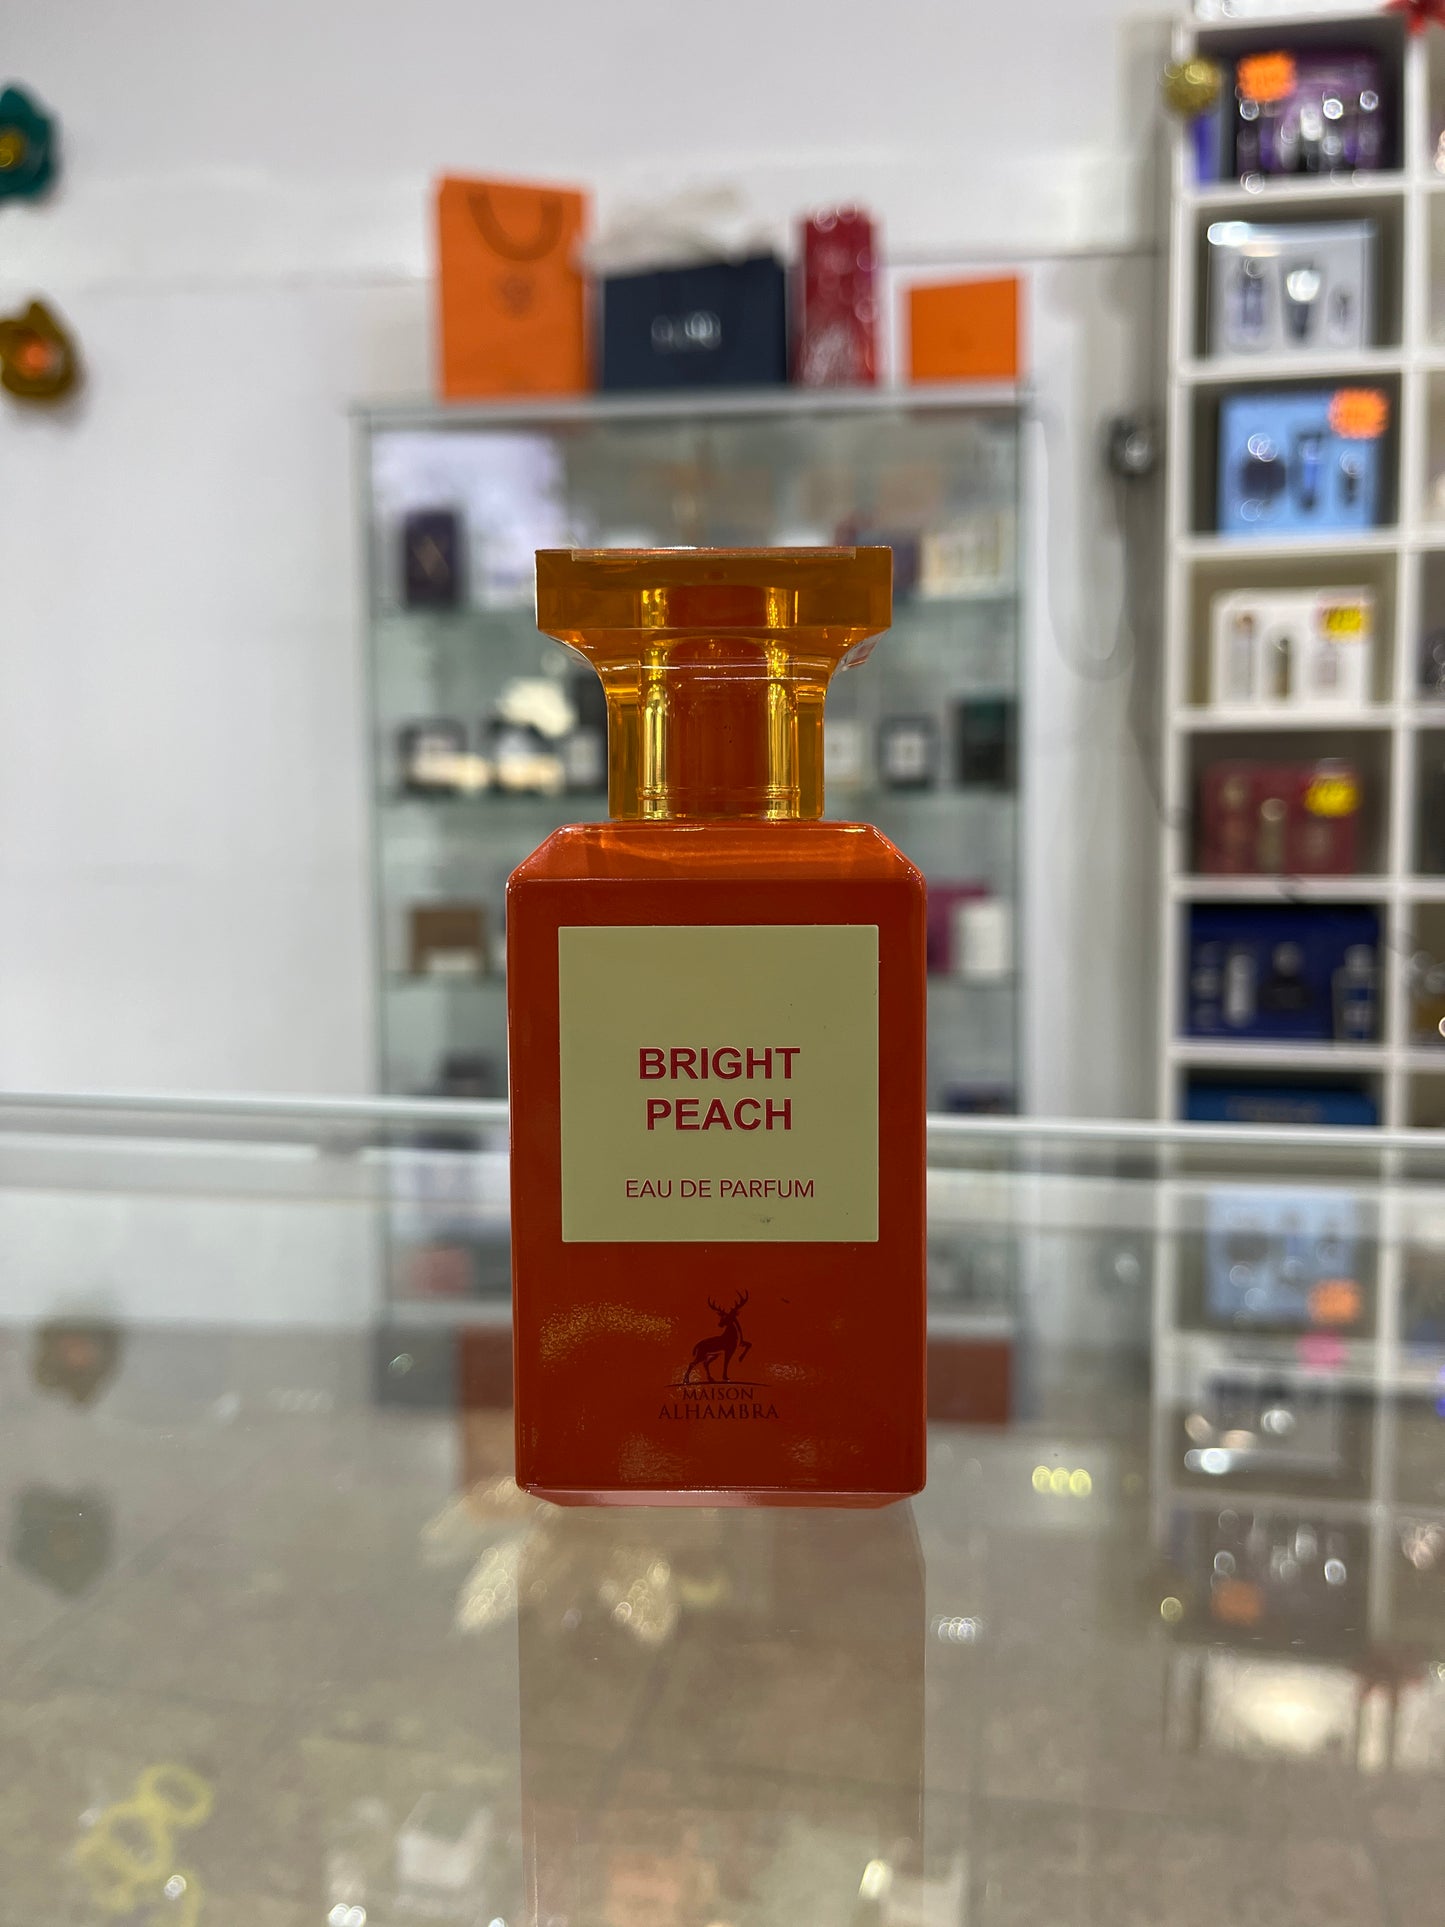 BRIGHT
PEACH
EAU DE PARFUM
MAISON
ALHAMBRA